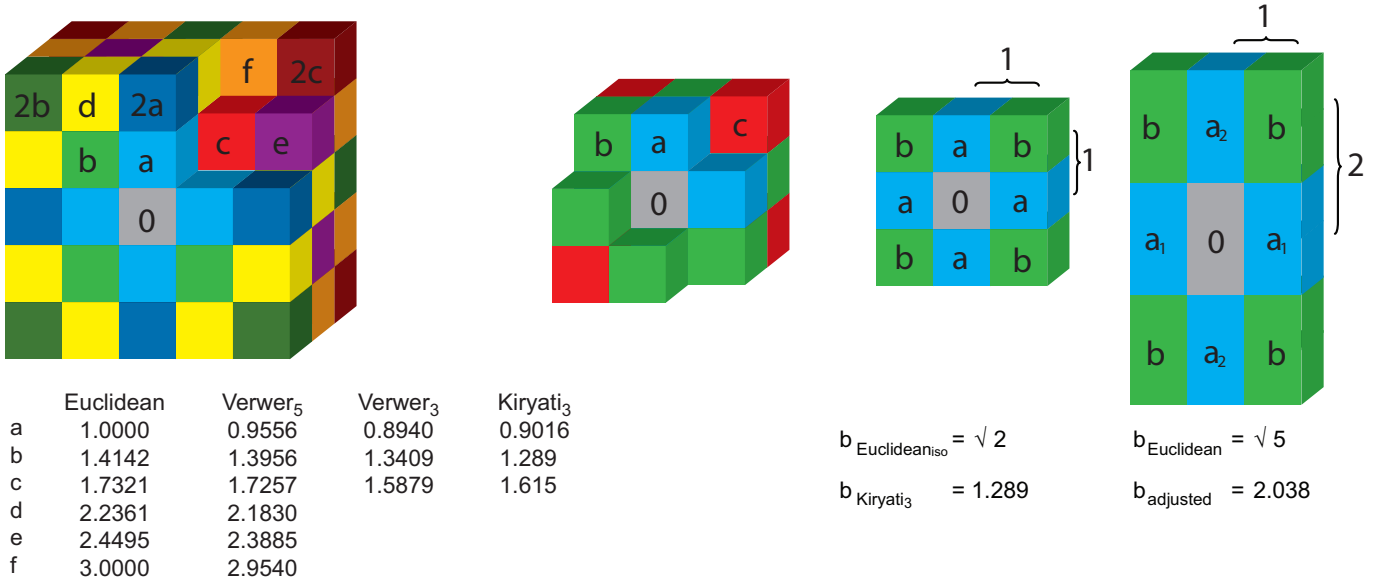 2b d 2a f 2c
b a c e
0
b a c
0
1
b a b
a 0 a
b a b
1
1
b a₂ b
a₁ 0 a₁
b a₂ b
2
Euclidean Verwer₅ Verwer₃ Kiryati₃
a 1.0000 0.9556 0.8940 0.9016
b 1.4142 1.3956 1.3409 1.289
c 1.7321 1.7257 1.5879 1.615
d 2.2361 2.1830
e 2.4495 2.3885
f 3.0000 2.9540
b Euclidean_iso = √ 2
b Kiryati₃ = 1.289
b Euclidean = √ 5
b adjusted = 2.038